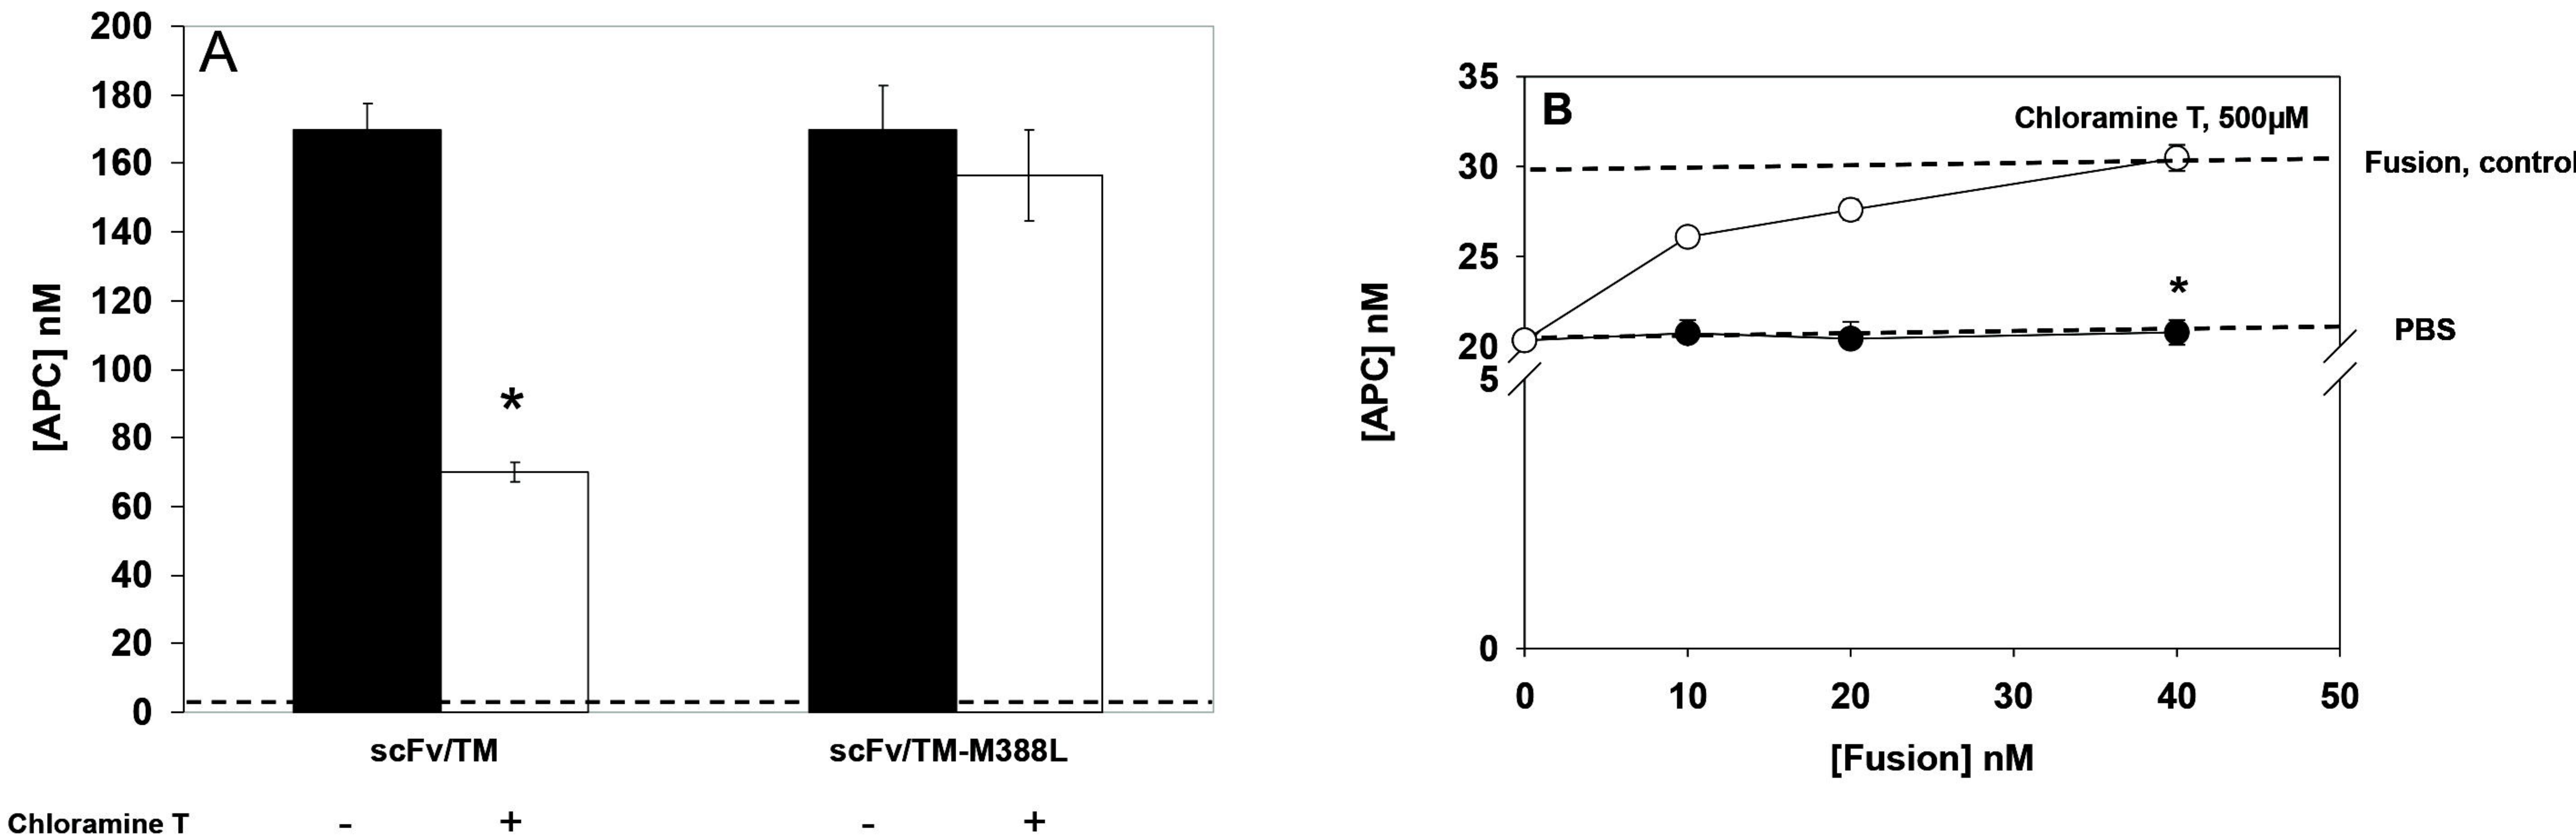 A
200
180
160
140
120
100
80
60
40
20
0
[APC] nM
*
scFv/TM scFv/TM-M388L
Chloramine T - + - +
B
35
30
25
20
5
0
[APC] nM
Chloramine T, 500µM
Fusion, control
*
PBS
0 10 20 30 40 50
[Fusion] nM